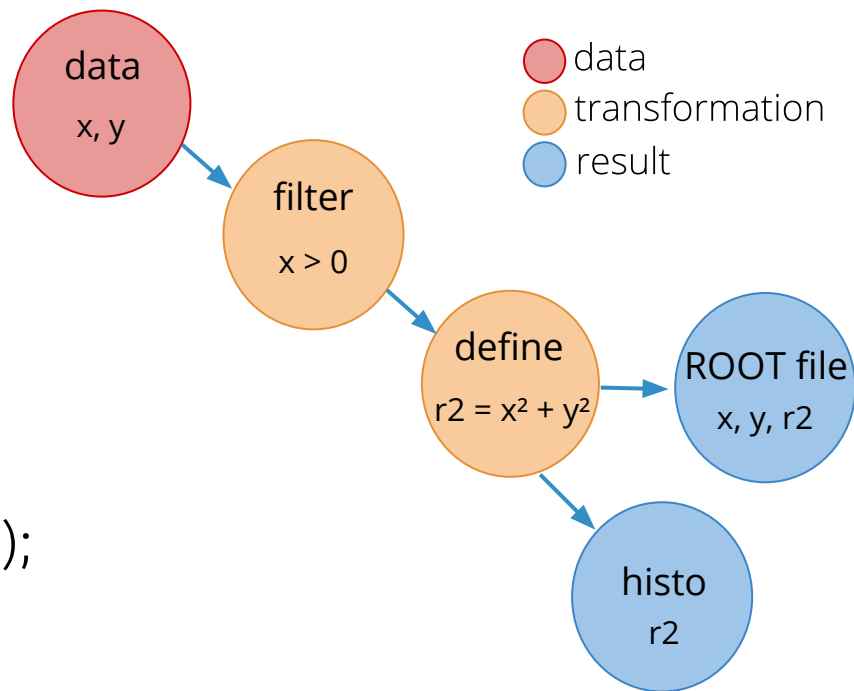 data
x, y
data
transformation
result
filter
x > 0
define
r2 = x² + y²
ROOT file
x, y, r2
);
histo
r2